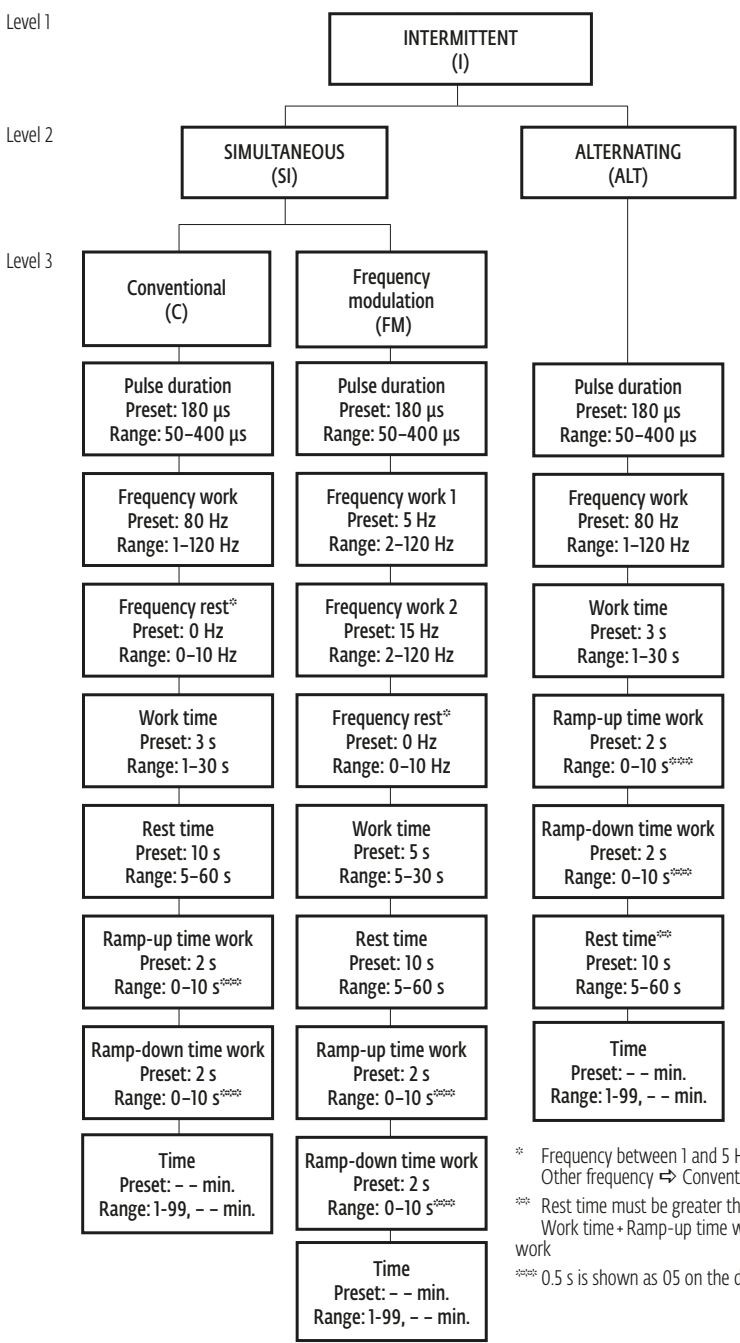 Level 1
INTERMITTENT
(I)
Level 2
SIMULTANEOUS
(SI)
ALTERNATING
(ALT)
Level 3
Conventional
(C)
Frequency
modulation
(FM)
Pulse duration
Preset: 180 µs
Range: 50–400 µs
Frequency work
Preset: 80 Hz
Range: 1–120 Hz
Frequency rest*
Preset: 0 Hz
Range: 0–10 Hz
Work time
Preset: 3 s
Range: 1–30 s
Rest time
Preset: 10 s
Range: 5–60 s
Ramp-up time work
Preset: 2 s
Range: 0–10 s***
Ramp-down time work
Preset: 2 s
Range: 0–10 s***
Time
Preset: – – min.
Range: 1-99, – – min.
Pulse duration
Preset: 180 µs
Range: 50–400 µs
Frequency work 1
Preset: 5 Hz
Range: 2–120 Hz
Frequency work 2
Preset: 15 Hz
Range: 2–120 Hz
Frequency rest*
Preset: 0 Hz
Range: 0–10 Hz
Work time
Preset: 5 s
Range: 5–30 s
Rest time
Preset: 10 s
Range: 5–60 s
Ramp-up time work
Preset: 2 s
Range: 0–10 s***
Ramp-down time work
Preset: 2 s
Range: 0–10 s***
Time
Preset: – – min.
Range: 1-99, – – min.
Pulse duration
Preset: 180 µs
Range: 50–400 µs
Frequency work
Preset: 80 Hz
Range: 1–120 Hz
Work time
Preset: 3 s
Range: 1–30 s
Ramp-up time work
Preset: 2 s
Range: 0–10 s***
Ramp-down time work
Preset: 2 s
Range: 0–10 s***
Rest time**
Preset: 10 s
Range: 5–60 s
Time
Preset: – – min.
Range: 1-99, – – min.
* Frequency between 1 and 5
Other frequency ⇨
** Rest time must be greater
Work time + Ramp-up time
work
*** 0.5 s is shown as 05 on the